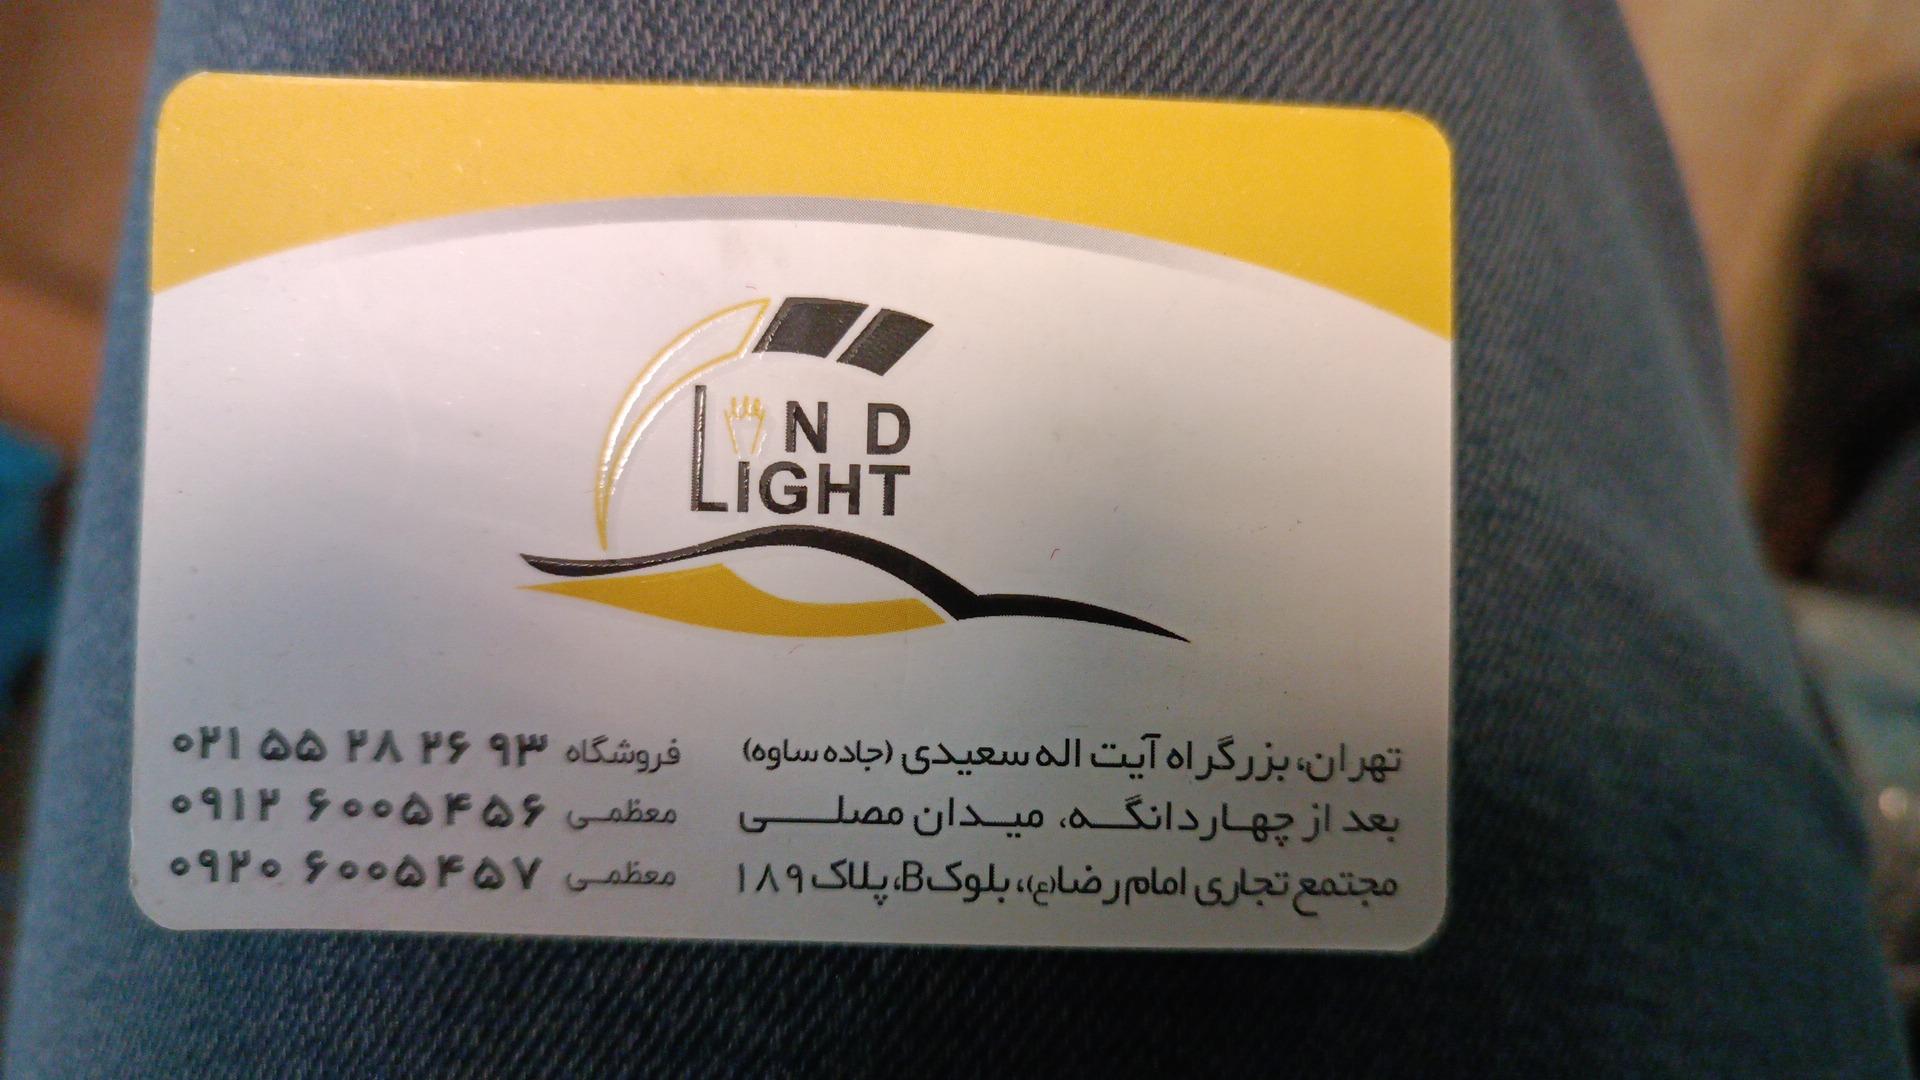 LAND
LIGHT
تهران، بزرگراه آیت اله سعیدی (جاده ساوه)
بعد از چهاردانگه، میدان مصلی
مجتمع تجاری امام رضا(ع)، بلوک B، پلاک ۱۸۹
فروشگاه ۰۲۱ ۵۵ ۲۸ ۲۶ ۹۳
معظمی ۰۹۱۲ ۶۰۰۵۴۵۶
معظمی ۰۹۲۰ ۶۰۰۵۴۵۷